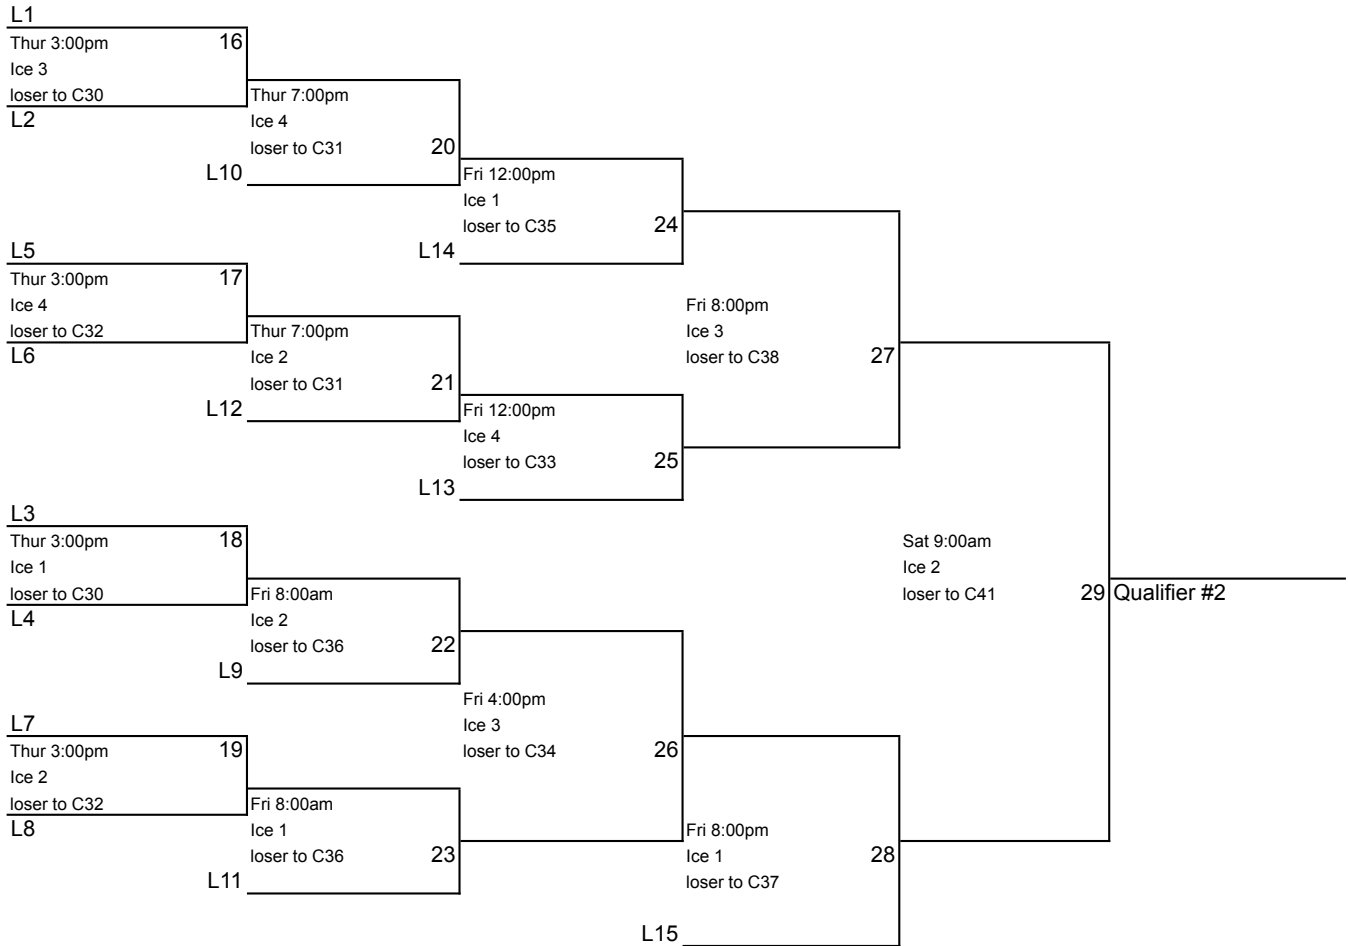 L1
Thur 3:00pm 16
Ice 3
loser to C30
L2
Thur 7:00pm
Ice 4
loser to C31 20
L10
Fri 12:00pm
Ice 1
loser to C35 24
L14
L5
Thur 3:00pm 17
Ice 4
loser to C32
L6
Thur 7:00pm
Ice 2
loser to C31 21
L12
Fri 12:00pm
Ice 4
loser to C33 25
L13
Fri 8:00pm
Ice 3
loser to C38 27
L3
Thur 3:00pm 18
Ice 1
loser to C30
L4
Fri 8:00am
Ice 2
loser to C36 22
L9
L7
Thur 3:00pm 19
Ice 2
loser to C32
L8
Fri 8:00am
Ice 1
loser to C36 23
L11
Fri 4:00pm
Ice 3
loser to C34 26
Fri 8:00pm
Ice 1 28
loser to C37
L15
Sat 9:00am
Ice 2
loser to C41 29 Qualifier #2